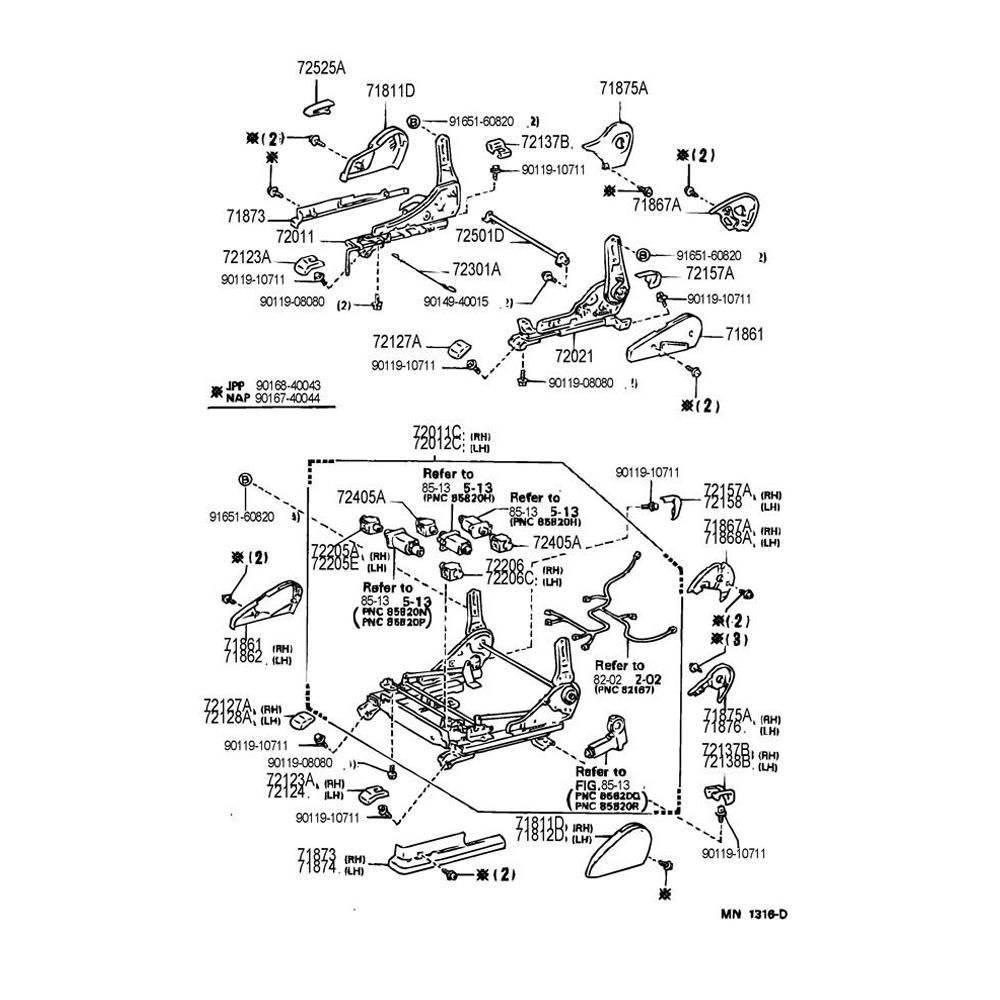 72525A
71811D
71875A
91651-60820 2)
※(2)
72137B
※(2)
※
90119-10711
※
71867A
71873
72011
72501D
91651-60820 2)
72123A
72301A
72157A
90119-10711
90119-08080 (2)
90149-40015
90119-10711
71861
72127A
72021
90119-10711
90119-08080
※ JPP 90168-40043
NAP 90167-40044
※(2)
72011C (RH)
72012C (LH)
B
91651-60820
Refer to
85-13 5-13
(PNC 85820H)
Refer to
85-13 5-13
(PNC 85820H)
90119-10711
72405A
72157A (RH)
72158 (LH)
71867A (RH)
71868A (LH)
72405A
72205A (RH)
72205E (LH)
72206 (RH)
72206C (LH)
※(2)
Refer to
85-13 5-13
(PNC 85820N
PNC 85820P)
※(2)
※(3)
71861 (RH)
71862 (LH)
Refer to
82-02 2-02
(PNC 82167)
72127A (RH)
72128A (LH)
71875A (RH)
71876 (LH)
90119-10711
72137B (RH)
72138B (LH)
90119-08080
72123A (RH)
72124 (LH)
Refer to
FIG. 85-13
(PNC 85820Q
PNC 85820R)
90119-10711
71811D (RH)
71812D (LH)
90119-10711
71873 (RH)
71874 (LH)
※(2)
※
MN 1316-D